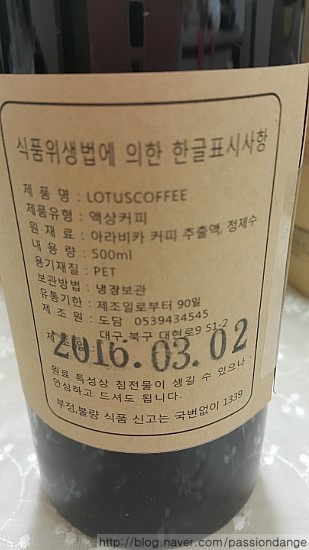 식품위생법에 의한 한글표시사항
제 품 명 : LOTUSCOFFEE
제품유형 : 액상커피
원 재 료 : 아라비카 커피 추출액, 정제수
내 용 량 : 500ml
용기재질 : PET
보관방법 : 냉장보관
유통기한 : 제조일로부터 90일
제 조 원 : 도담 0539434545
대구 북구 대현로9 51-2
제
2016.03.02
원료 특성상 침전물이 생길 수 있으나
안심하고 드셔도 됩니다.
부정,불량 식품 신고는 국번없이 1339
http://blog.naver.com/passiondange